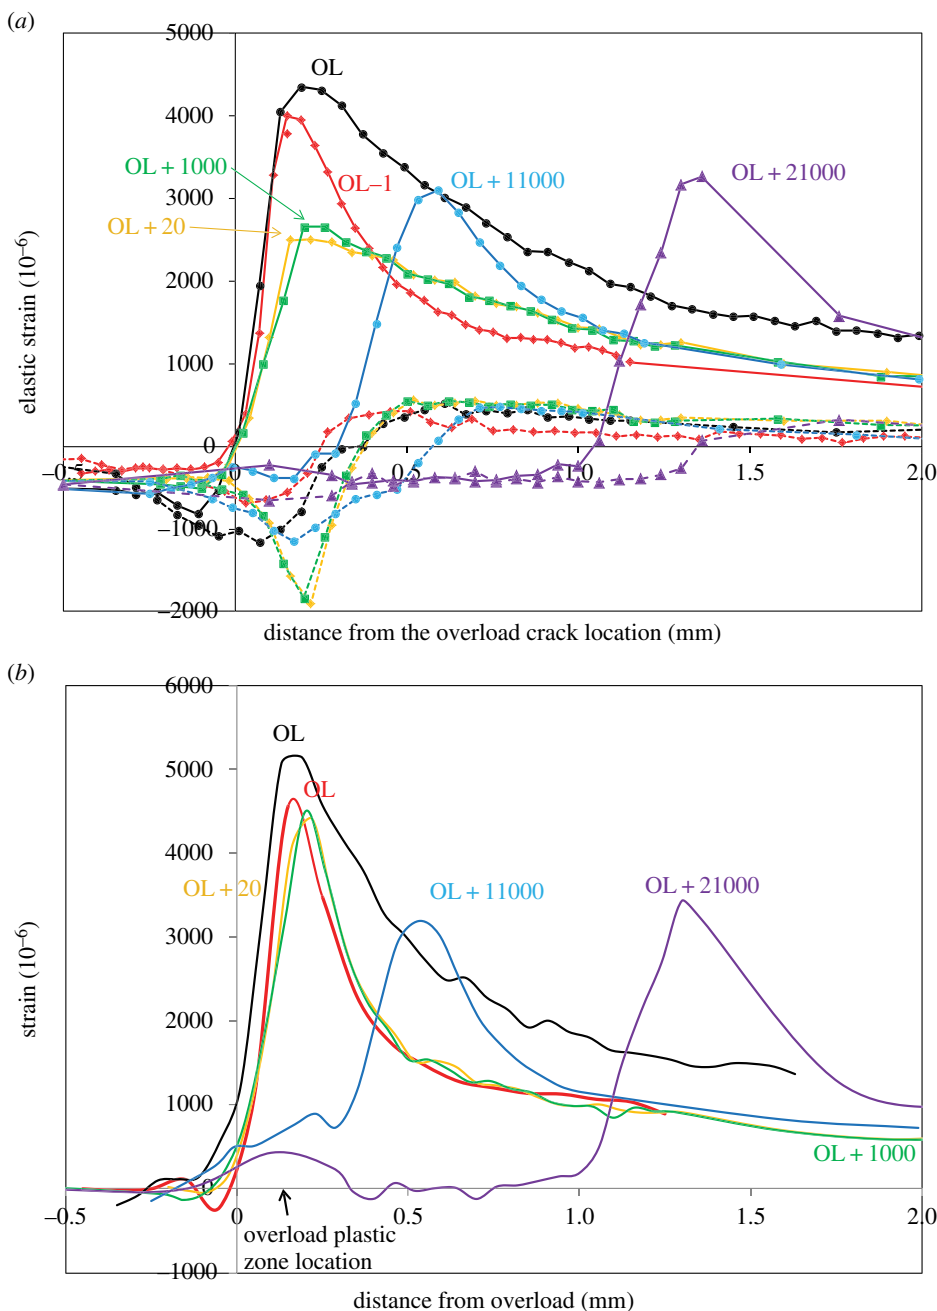 (a)
5000
OL
4000
OL + 1000
OL–1
OL + 11000
OL + 21000
3000
OL + 20
2000
elastic strain (10⁻⁶)
1000
0
–0.5
0.5
1.0
1.5
2.0
–1000
–2000
distance from the overload crack location (mm)
(b)
6000
OL
5000
OL
4000
OL + 20
OL + 11000
OL + 21000
3000
strain (10⁻⁶)
2000
1000
OL + 1000
0
–0.5
0
0.5
1.0
1.5
2.0
overload plastic
zone location
–1000
distance from overload (mm)